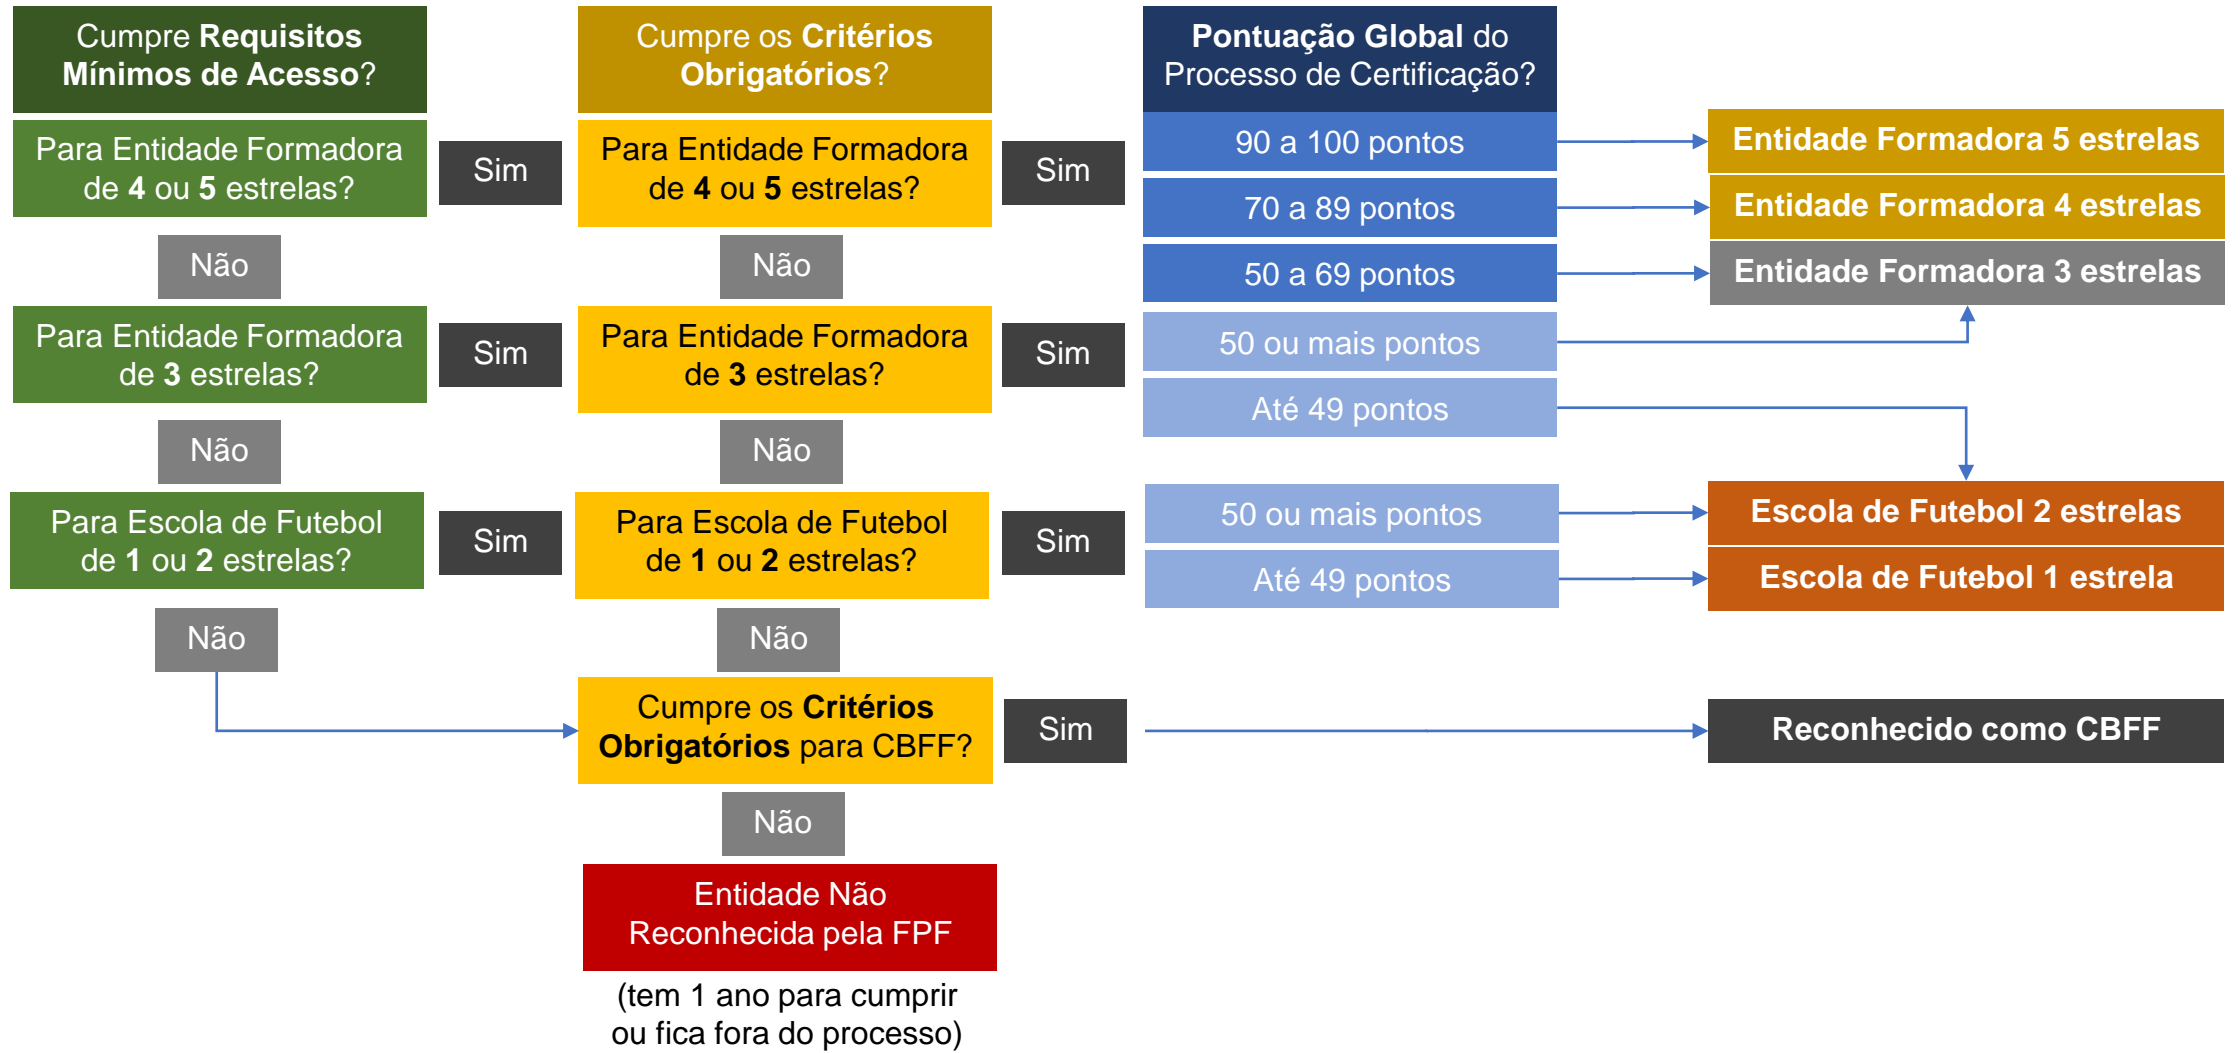 Cumpre Requisitos
Mínimos de Acesso?
Cumpre os Critérios
Obrigatórios?
Pontuação Global do
Processo de Certificação?
Para Entidade Formadora
de 4 ou 5 estrelas?
Sim
Para Entidade Formadora
de 4 ou 5 estrelas?
Sim
90 a 100 pontos
Entidade Formadora 5 estrelas
70 a 89 pontos
Entidade Formadora 4 estrelas
Não
Não
50 a 69 pontos
Entidade Formadora 3 estrelas
Para Entidade Formadora
de 3 estrelas?
Sim
Para Entidade Formadora
de 3 estrelas?
Sim
50 ou mais pontos
Até 49 pontos
Não
Não
Para Escola de Futebol
de 1 ou 2 estrelas?
Sim
Para Escola de Futebol
de 1 ou 2 estrelas?
Sim
50 ou mais pontos
Escola de Futebol 2 estrelas
Até 49 pontos
Escola de Futebol 1 estrela
Não
Não
Cumpre os Critérios
Obrigatórios para CBFF?
Sim
Reconhecido como CBFF
Não
Entidade Não
Reconhecida pela FPF
(tem 1 ano para cumprir
ou fica fora do processo)